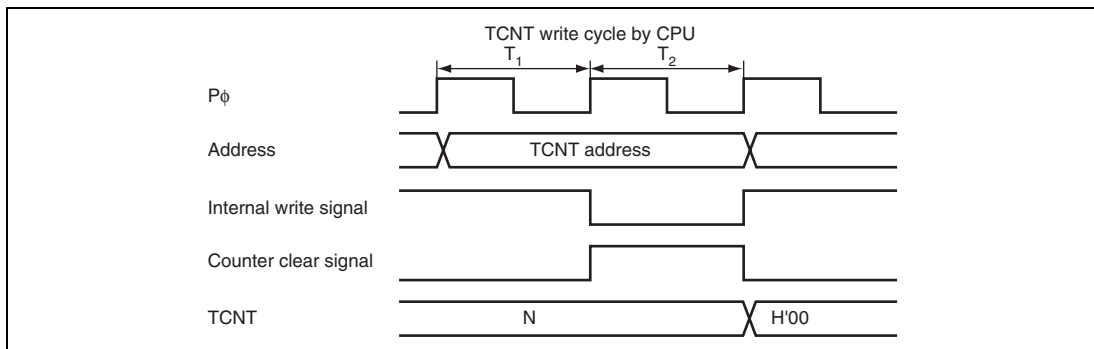 TCNT write cycle by CPU
T1 T2
Pϕ
Address TCNT address
Internal write signal
Counter clear signal
TCNT N H'00